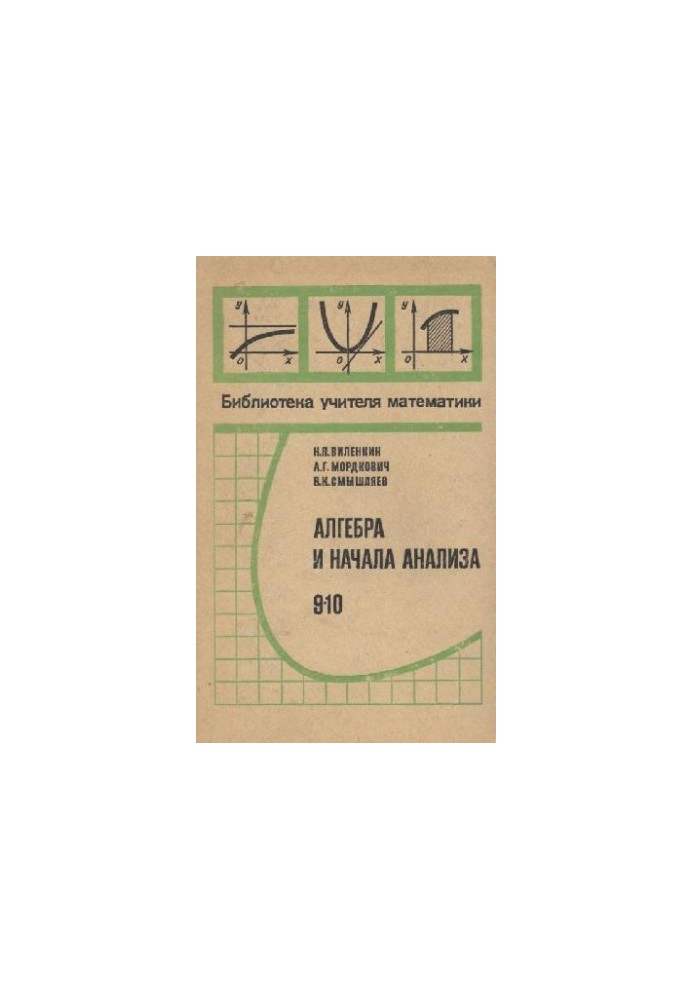 у
о
х
у
о
х
у
о
х
Библиотека учителя математики
Н.Я. ВИЛЕНКИН
А.Г. МОРДКОВИЧ
В.К. СМЫШЛЯЕВ
АЛГЕБРА
И НАЧАЛА АНАЛИЗА
9·10